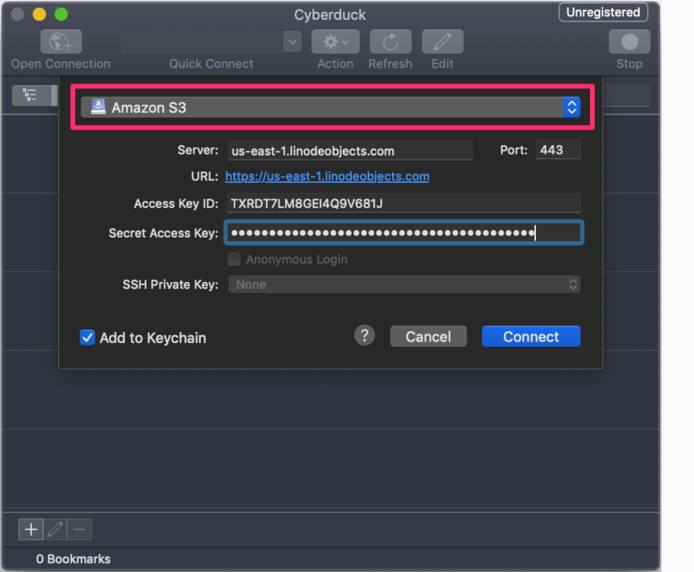 Cyberduck
Unregistered
Open Connection
Quick Connect
Action
Refresh
Edit
Stop
Amazon S3
Server: us-east-1.linodeobjects.com Port: 443
URL: https://us-east-1.linodeobjects.com
Access Key ID: TXRDT7LM8GEI4Q9V681J
Secret Access Key: ●●●●●●●●●●●●●●●●●●●●●●●●●●●●●●●●●●●●●●●●
Anonymous Login
SSH Private Key: None
Add to Keychain
?
Cancel
Connect
0 Bookmarks